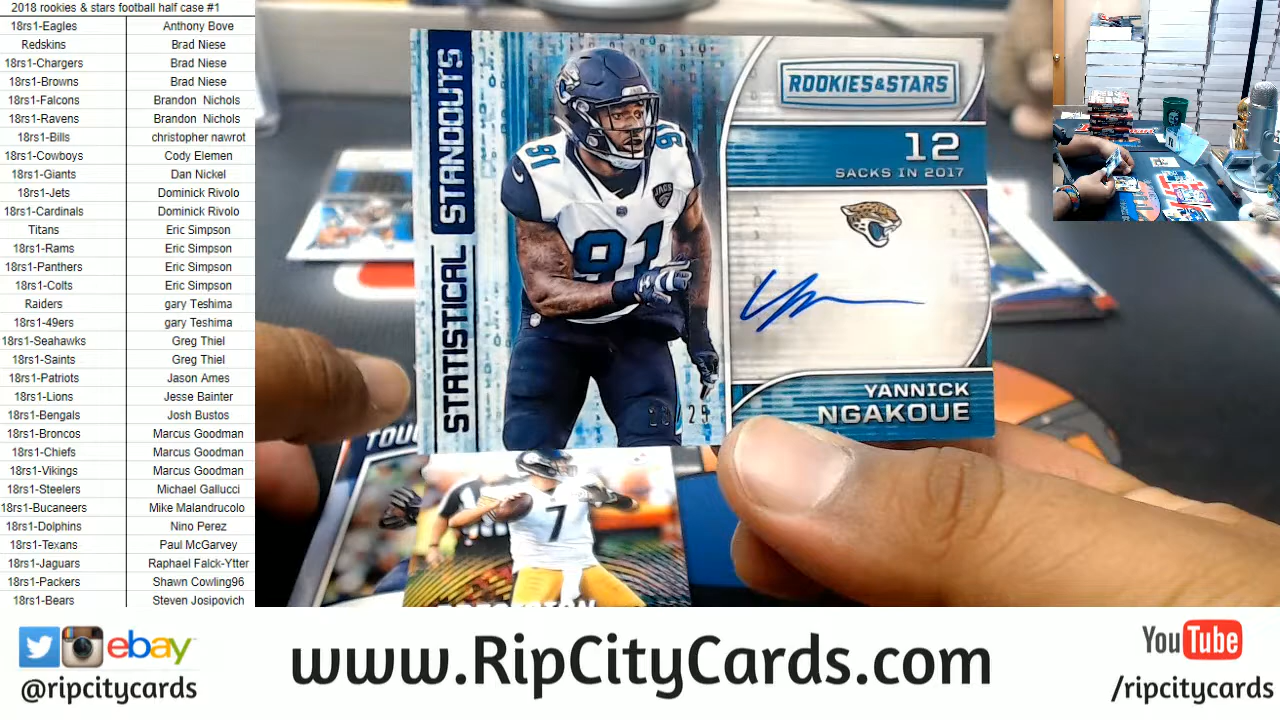 2018 rookies & stars football half case #1
18rs1-Eagles Anthony Bove
Redskins Brad Niese
18rs1-Chargers Brad Niese
18rs1-Browns Brad Niese
18rs1-Falcons Brandon Nichols
18rs1-Ravens Brandon Nichols
18rs1-Bills christopher nawrot
18rs1-Cowboys Cody Elemen
18rs1-Giants Dan Nickel
18rs1-Jets Dominick Rivolo
18rs1-Cardinals Dominick Rivolo
Titans Eric Simpson
18rs1-Rams Eric Simpson
18rs1-Panthers Eric Simpson
18rs1-Colts Eric Simpson
Raiders gary Teshima
18rs1-49ers gary Teshima
18rs1-Seahawks Greg Thiel
18rs1-Saints Greg Thiel
18rs1-Patriots Jason Ames
18rs1-Lions Jesse Bainter
18rs1-Bengals Josh Bustos
18rs1-Broncos Marcus Goodman
18rs1-Chiefs Marcus Goodman
18rs1-Vikings Marcus Goodman
18rs1-Steelers Michael Gallucci
18rs1-Bucaneers Mike Malandrucolo
18rs1-Dolphins Nino Perez
18rs1-Texans Paul McGarvey
18rs1-Jaguars Raphael Falck-Ytter
18rs1-Packers Shawn Cowling96
18rs1-Bears Steven Josipovich
STATISTICAL STANDOUTS
ROOKIES & STARS
12
SACKS IN 2017
91
91
91
JAGS
YANNICK
NGAKOUE
7
ebay
@ripcitycards
www.RipCityCards.com
YouTube
/ripcitycards